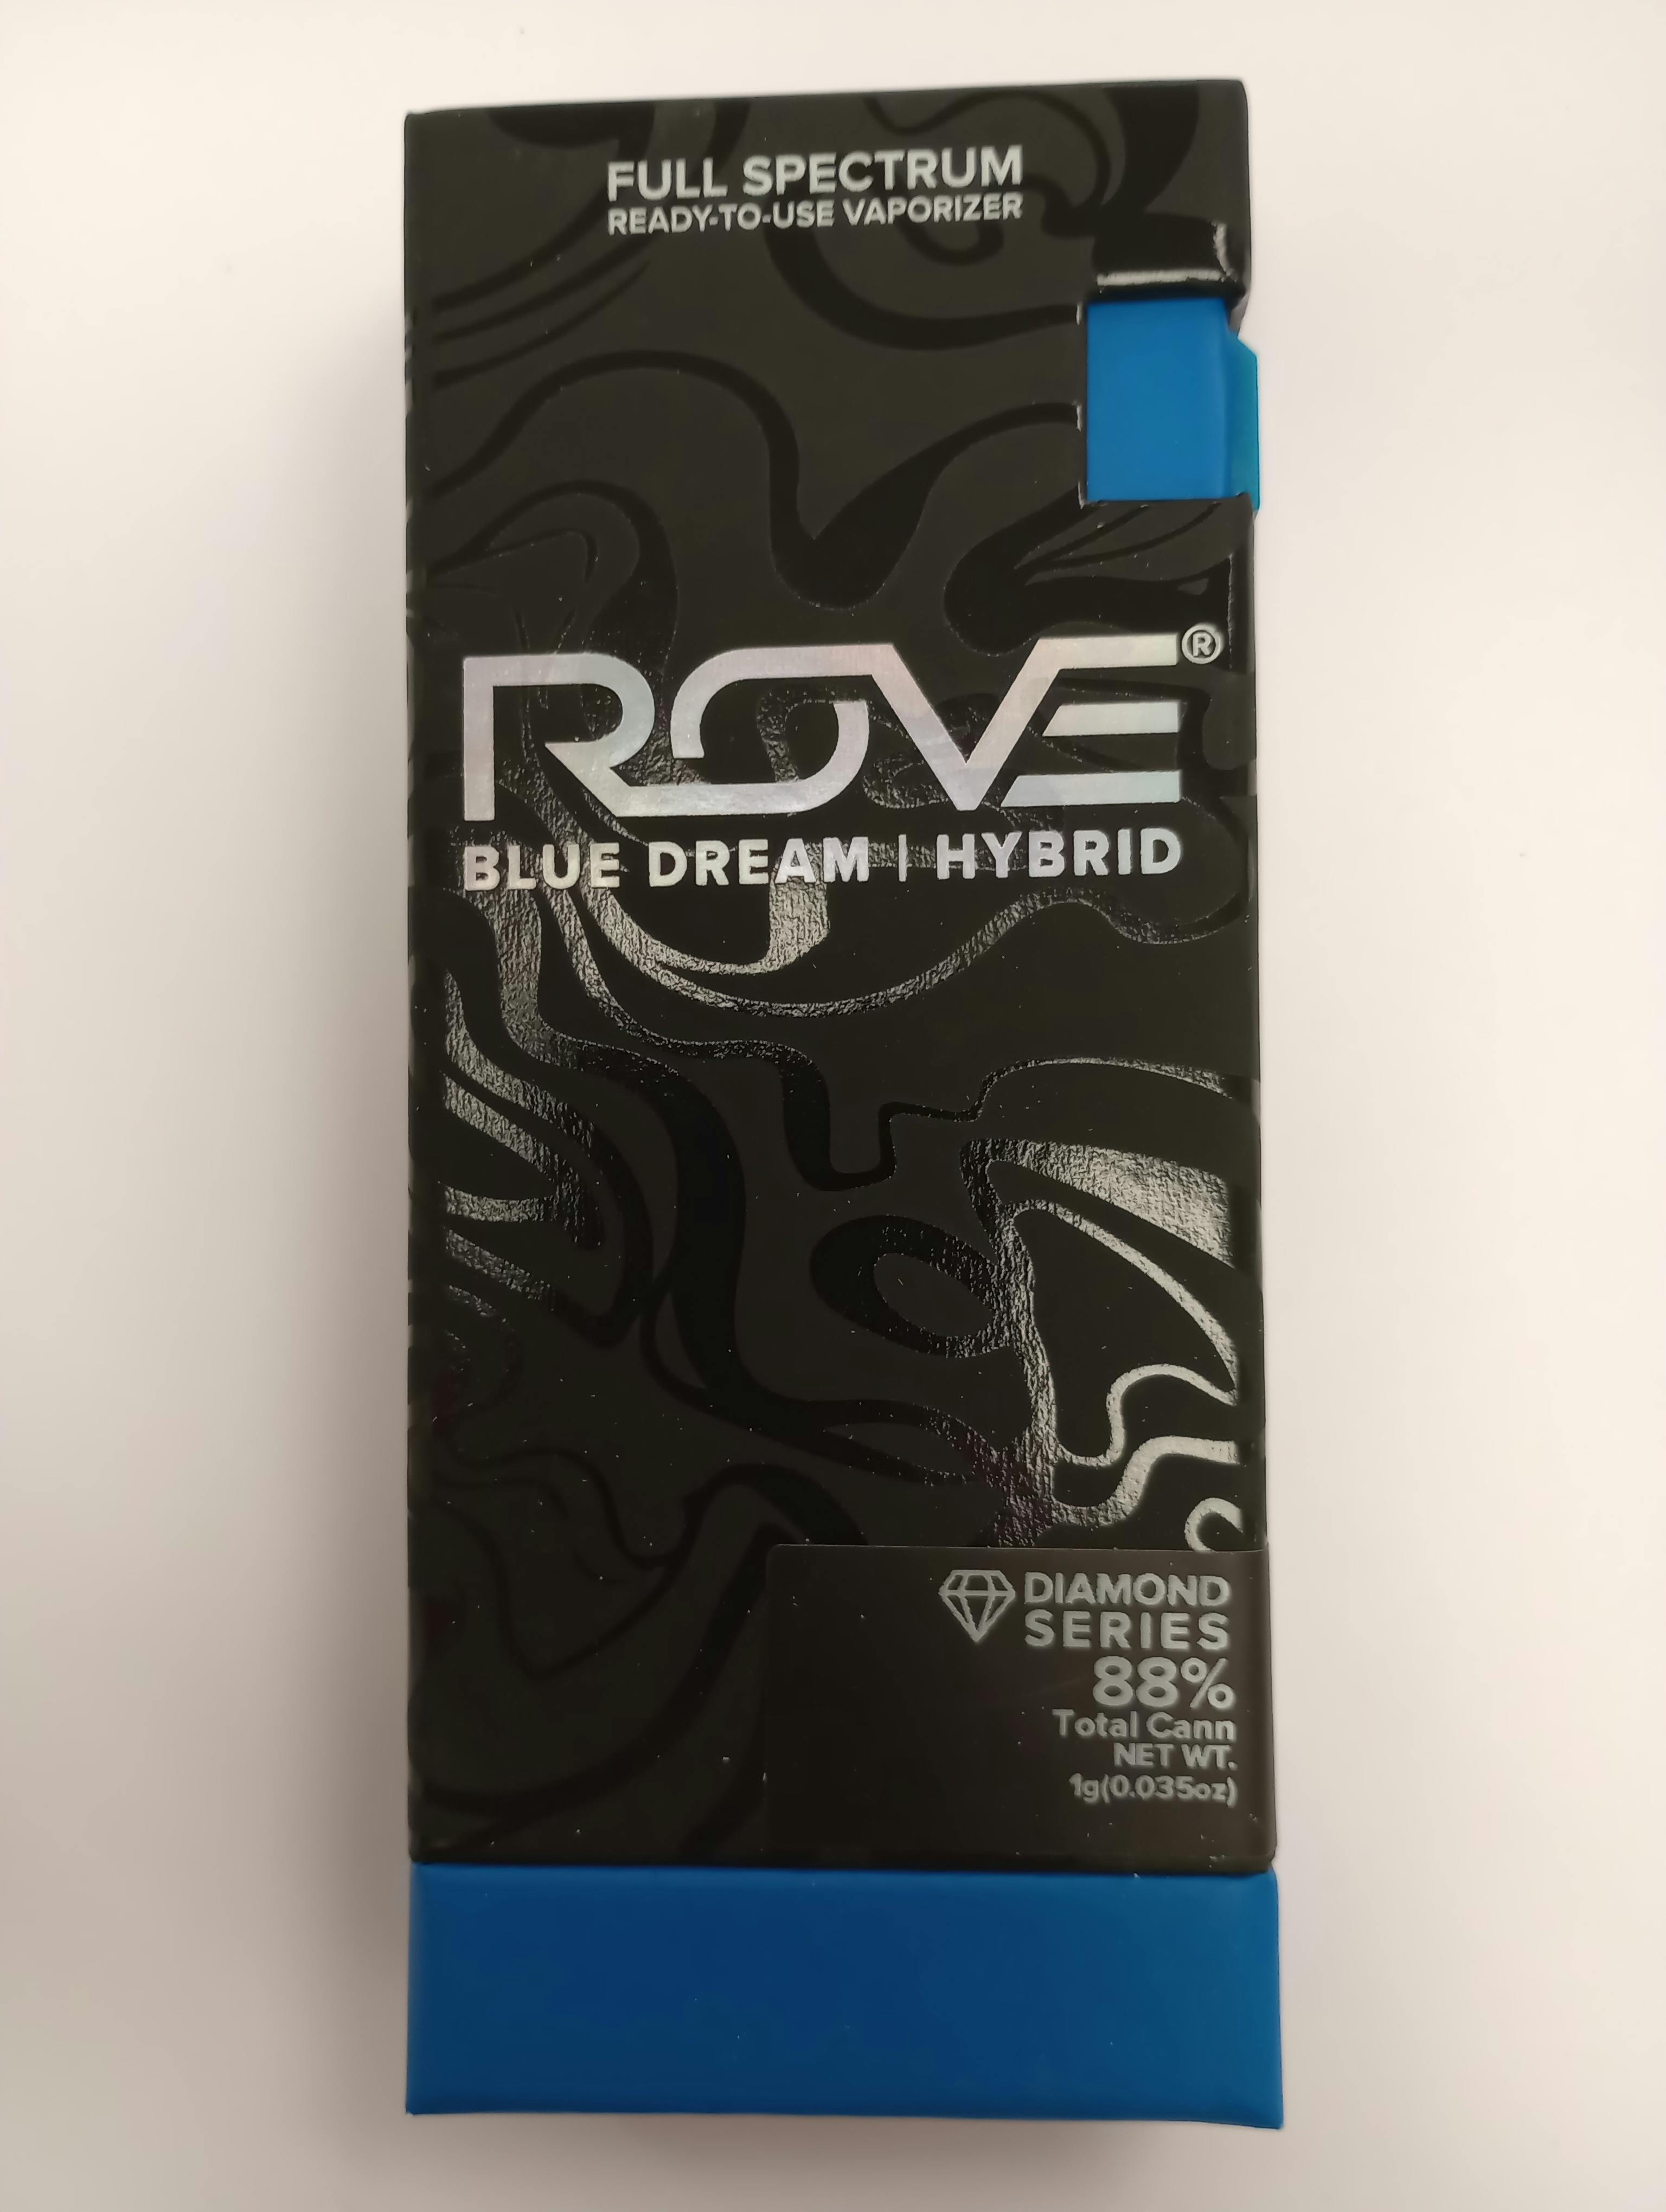 FULL SPECTRUM
READY-TO-USE VAPORIZER
ROVE®
BLUE DREAM | HYBRID
DIAMOND
SERIES
88%
Total Cann
NET WT.
1g(0.035oz)